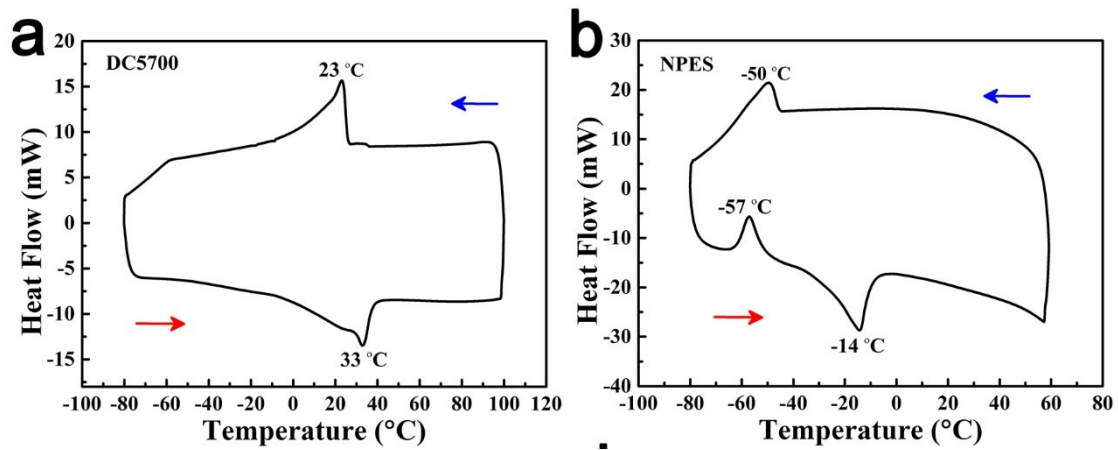 a
DC5700
23 °C
33 °C
20
15
10
5
0
-5
-10
-15
-100 -80 -60 -40 -20 0 20 40 60 80 100 120
Heat Flow (mW)
Temperature (°C)
b
NPES
-50 °C
-57 °C
-14 °C
30
20
10
0
-10
-20
-30
-40
-100 -80 -60 -40 -20 0 20 40 60 80
Heat Flow (mW)
Temperature (°C)